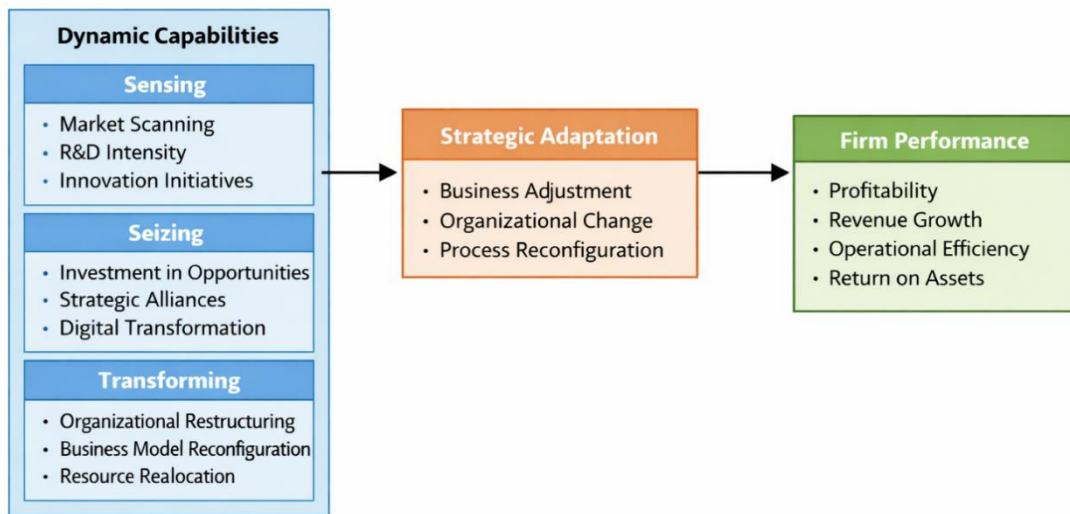 Dynamic Capabilities
Sensing
• Market Scanning
• R&D Intensity
• Innovation Initiatives
Seizing
• Investment in Opportunities
• Strategic Alliances
• Digital Transformation
Transforming
• Organizational Restructuring
• Business Model Reconfiguration
• Resource Realocation
Strategic Adaptation
• Business Adjustment
• Organizational Change
• Process Reconfiguration
Firm Performance
• Profitability
• Revenue Growth
• Operational Efficiency
• Return on Assets